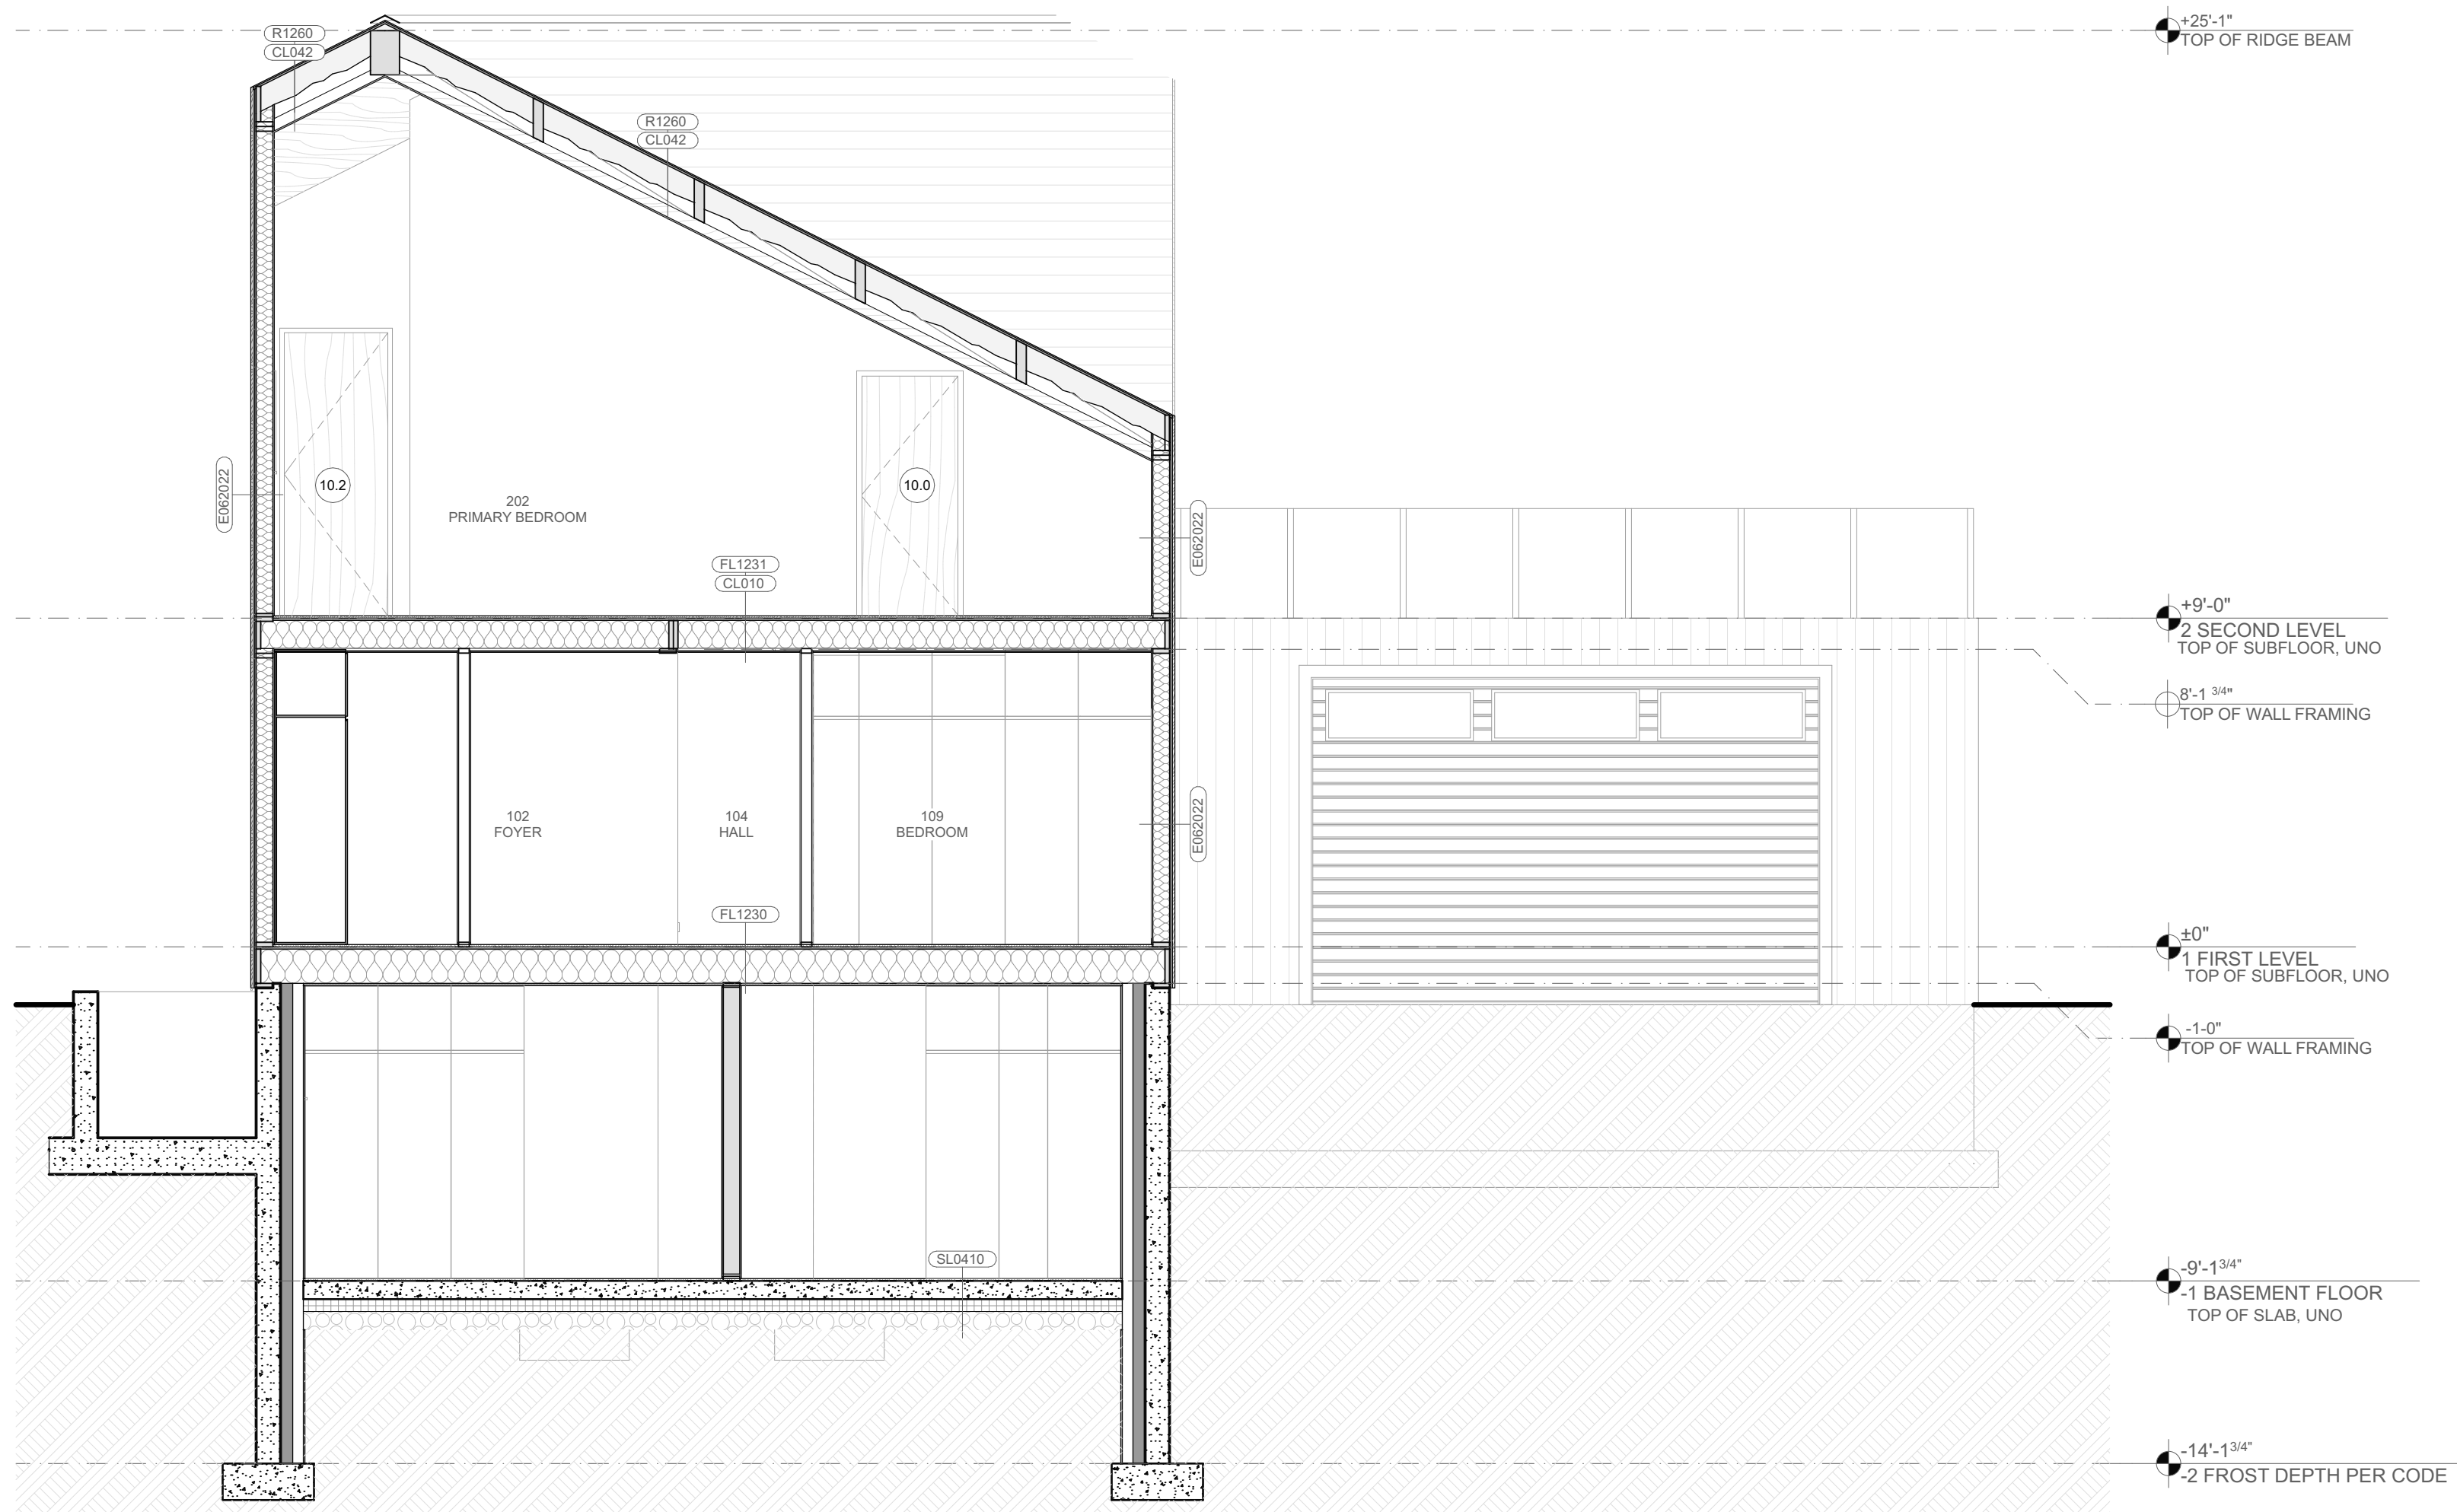 +25'-1"
TOP OF RIDGE BEAM
R1260
CL042
R1260
CL042
E062022
10.2
202
PRIMARY BEDROOM
10.0
E062022
FL1231
CL010
+9'-0"
2 SECOND LEVEL
TOP OF SUBFLOOR, UNO
8'-1 3/4"
TOP OF WALL FRAMING
102
FOYER
104
HALL
109
BEDROOM
E062022
FL1230
±0"
1 FIRST LEVEL
TOP OF SUBFLOOR, UNO
-1-0"
TOP OF WALL FRAMING
SL0410
-9'-1 3/4"
-1 BASEMENT FLOOR
TOP OF SLAB, UNO
-14'-1 3/4"
-2 FROST DEPTH PER CODE